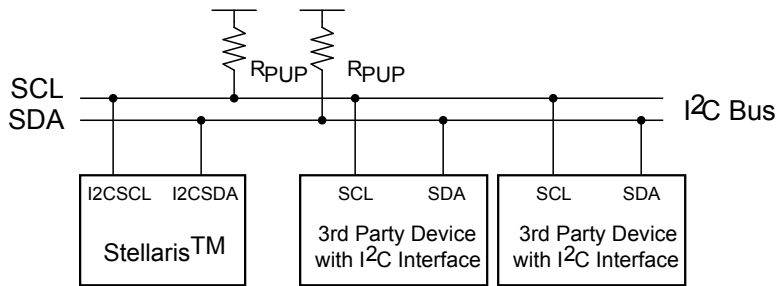 RPUP RPUP
SCL
SDA
I²C Bus
I2CSCL I2CSDA
Stellaris™
SCL SDA
3rd Party Device
with I²C Interface
SCL SDA
3rd Party Device
with I²C Interface